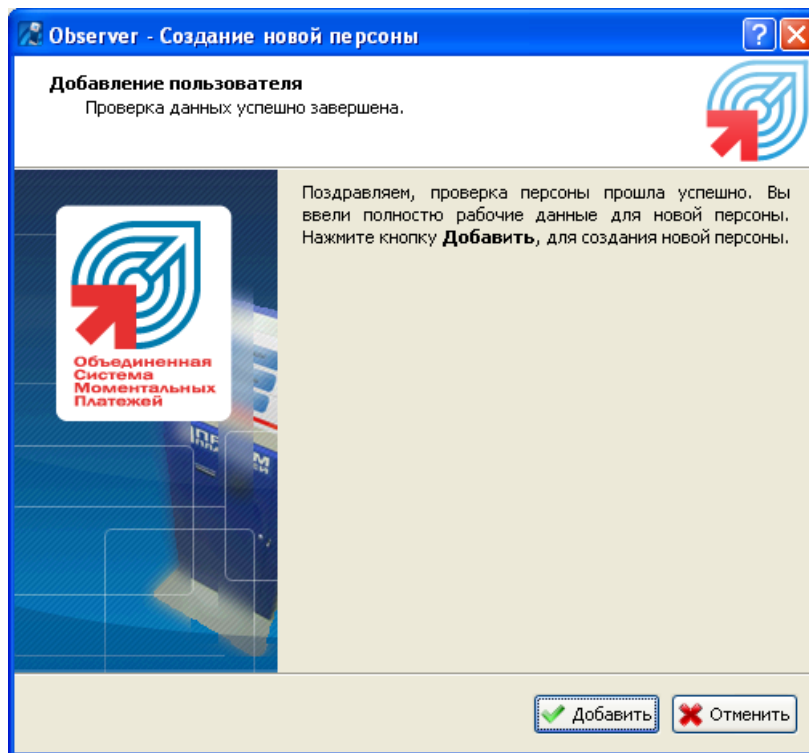 Observer - Создание новой персоны
Добавление пользователя
Проверка данных успешно завершена.
Поздравляем, проверка персоны прошла успешно. Вы
ввели полностю рабочие данные для новой персоны.
Нажмите кнопку Добавить, для создания новой персоны.
Объединенная
Система
Моментальных
Платежей
Добавить
Отменить